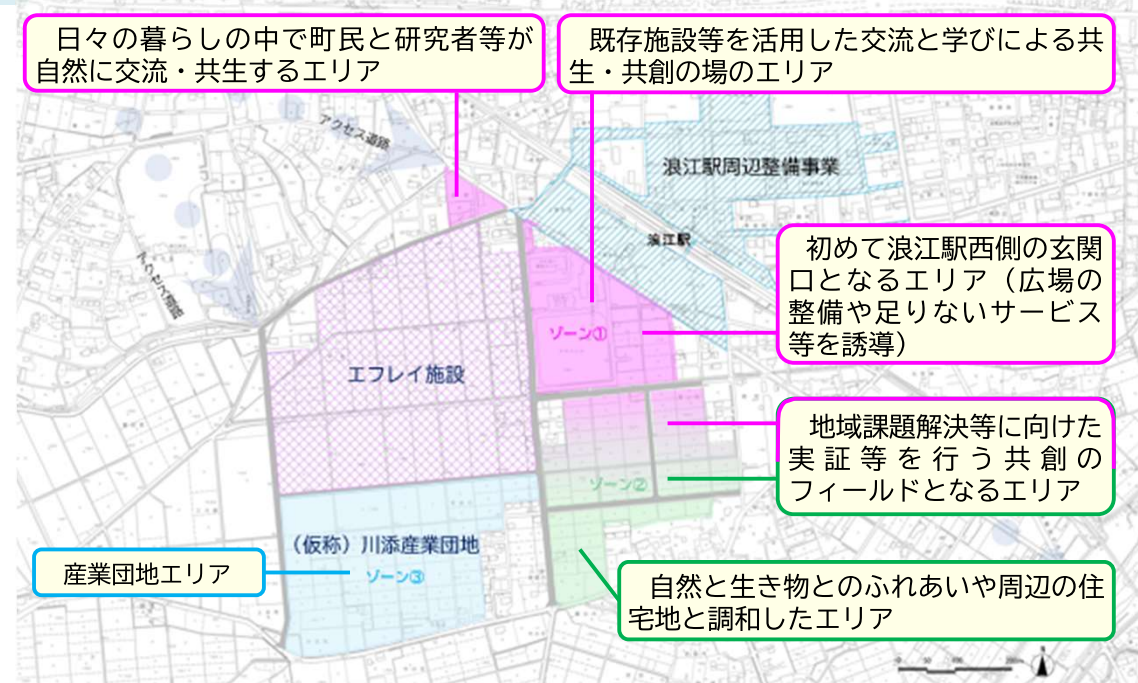 日々の暮らしの中で町民と研究者等が
自然に交流・共生するエリア
既存施設等を活用した交流と学びによる共
生・共創の場のエリア
アクセス道路
浪江駅周辺整備事業
浪江駅
初めて浪江駅西側の玄関
口となるエリア（広場の
整備や足りないサービス
等を誘導）
アクセス道路
ゾーン①
エフレイ施設
地域課題解決等に向けた
実証等を行う共創の
フィールドとなるエリア
ゾーン②
（仮称）川添産業団地
ゾーン③
産業団地エリア
自然と生き物とのふれあいや周辺の住
宅地と調和したエリア